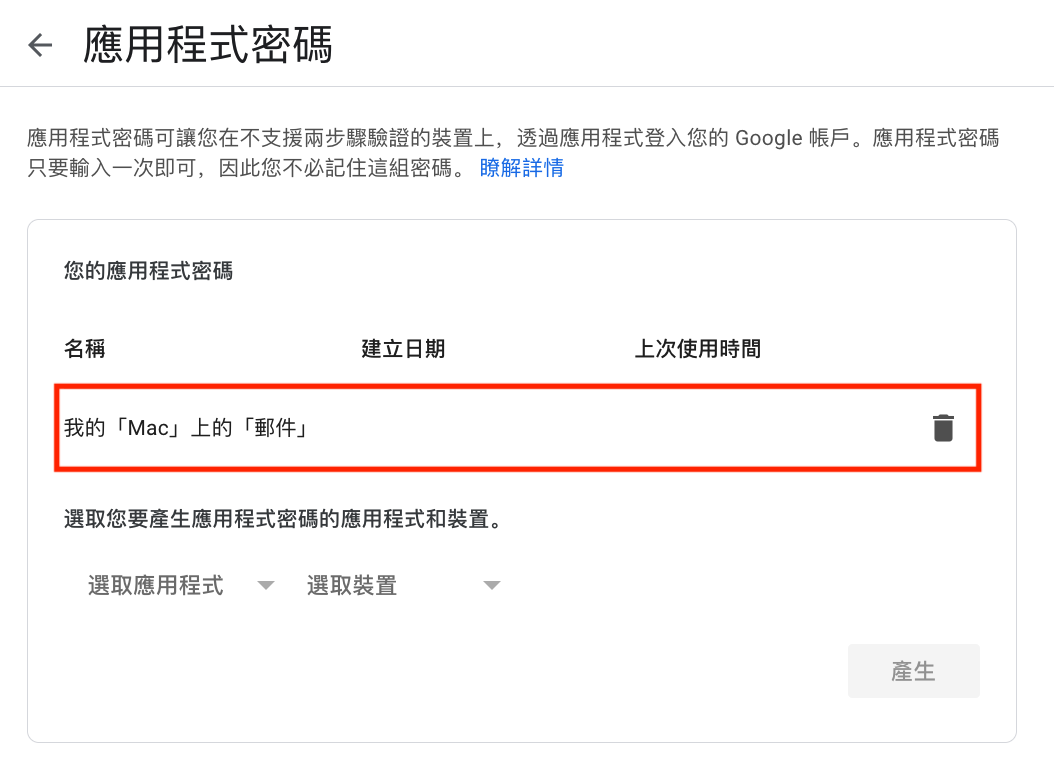 應用程式密碼
應用程式密碼可讓您在不支援兩步驟驗證的裝置上，透過應用程式登入您的 Google 帳戶。應用程式密碼
只要輸入一次即可，因此您不必記住這組密碼。 瞭解詳情
您的應用程式密碼
名稱 建立日期 上次使用時間
我的「Mac」上的「郵件」
選取您要產生應用程式密碼的應用程式和裝置。
選取應用程式 選取裝置
產生